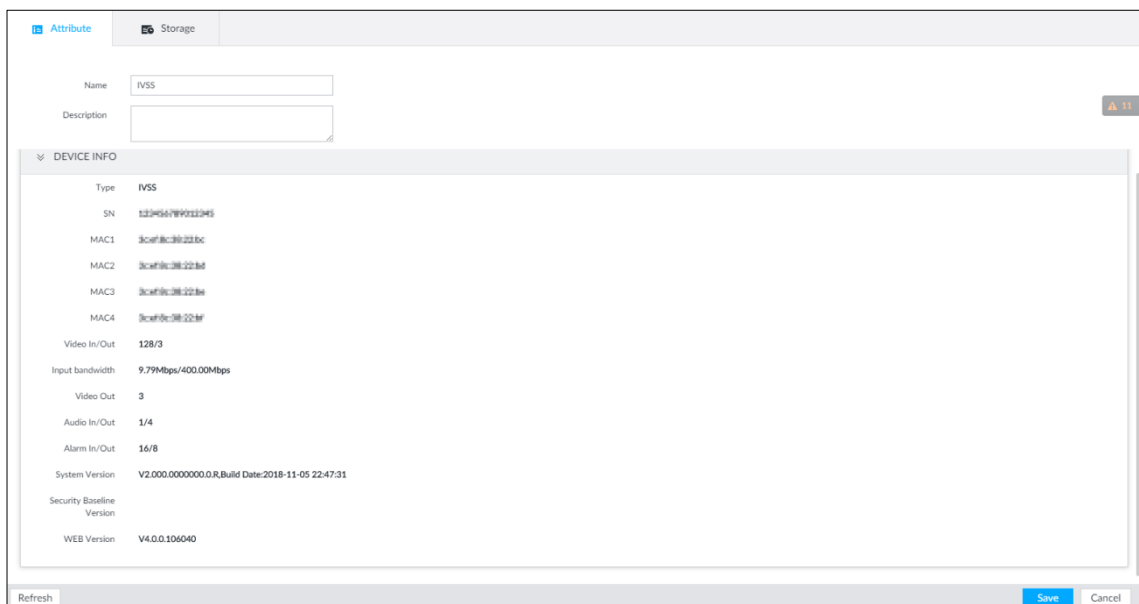 Attribute
Storage
Name IVSS
Description
11
DEVICE INFO
Type IVSS
SN
MAC1
MAC2
MAC3
MAC4
Video In/Out 128/3
Input bandwidth 9.79Mbps/400.00Mbps
Video Out 3
Audio In/Out 1/4
Alarm In/Out 16/8
System Version V2.000.0000000.0.R,Build Date:2018-11-05 22:47:31
Security Baseline
Version
WEB Version V4.0.0.106040
Refresh
Save
Cancel